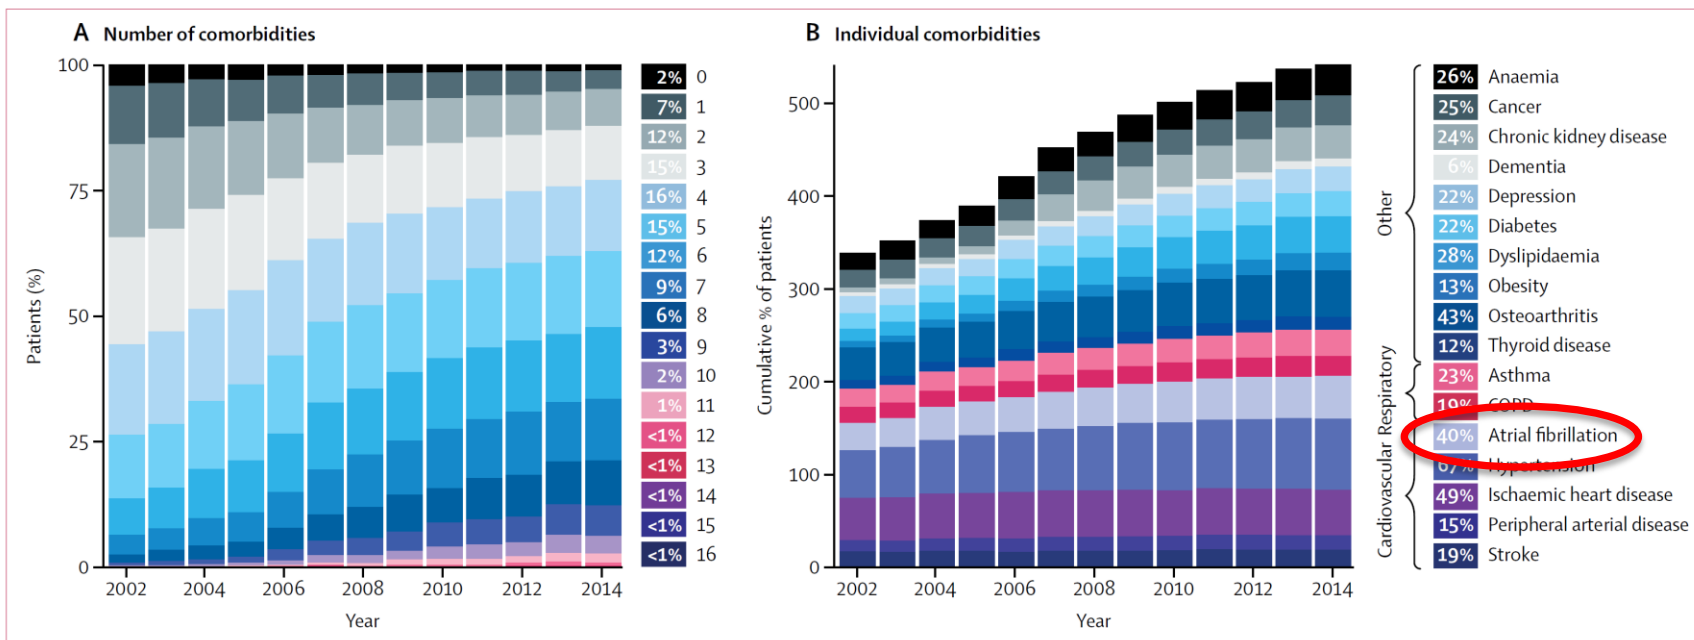 A Number of comorbidities
100
75
50
25
0
Patients (%)
2002 2004 2006 2008 2010 2012 2014
Year
2% 0
7% 1
12% 2
15% 3
16% 4
15% 5
12% 6
9% 7
6% 8
3% 9
2% 10
1% 11
<1% 12
<1% 13
<1% 14
<1% 15
<1% 16
B Individual comorbidities
500
400
300
200
100
0
Cumulative % of patients
2002 2004 2006 2008 2010 2012 2014
Year
Other
26% Anaemia
25% Cancer
24% Chronic kidney disease
6% Dementia
22% Depression
22% Diabetes
28% Dyslipidaemia
13% Obesity
43% Osteoarthritis
12% Thyroid disease
Respiratory
23% Asthma
19% COPD
Cardiovascular
40% Atrial fibrillation
67% Hypertension
49% Ischaemic heart disease
15% Peripheral arterial disease
19% Stroke